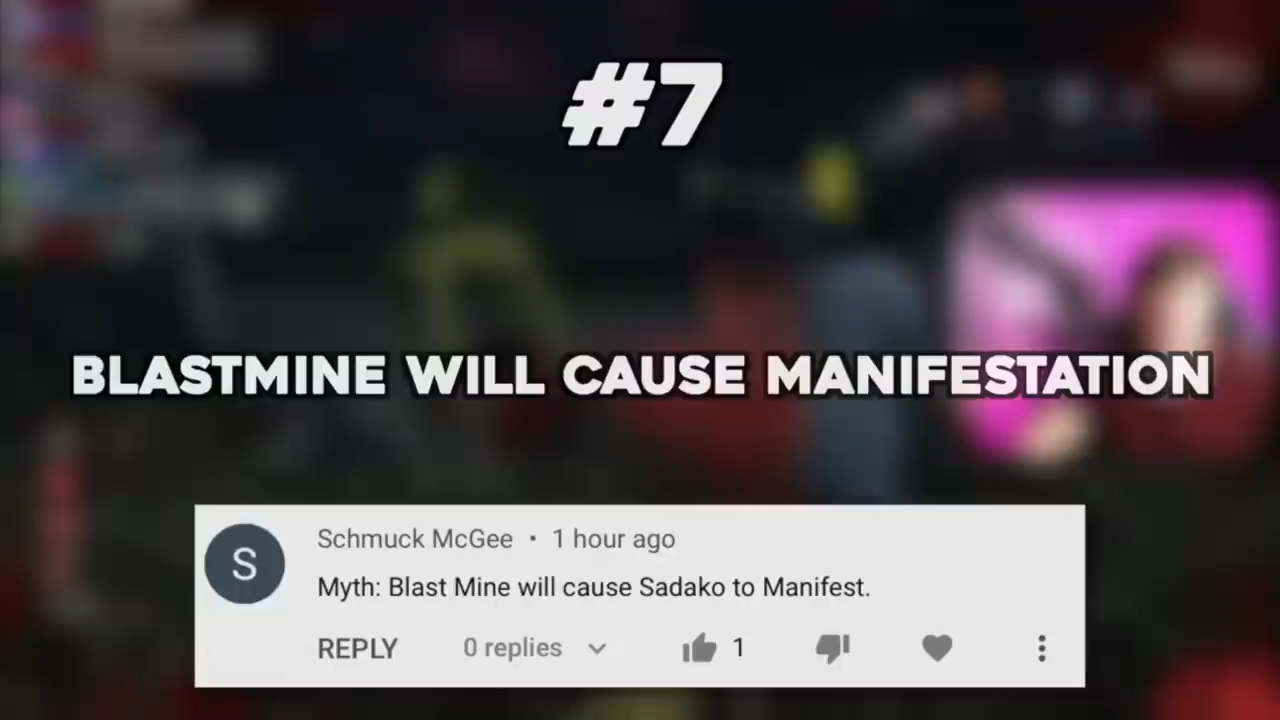 #7
BLASTMINE WILL CAUSE MANIFESTATION
S
Schmuck McGee • 1 hour ago
Myth: Blast Mine will cause Sadako to Manifest.
REPLY 0 replies 1